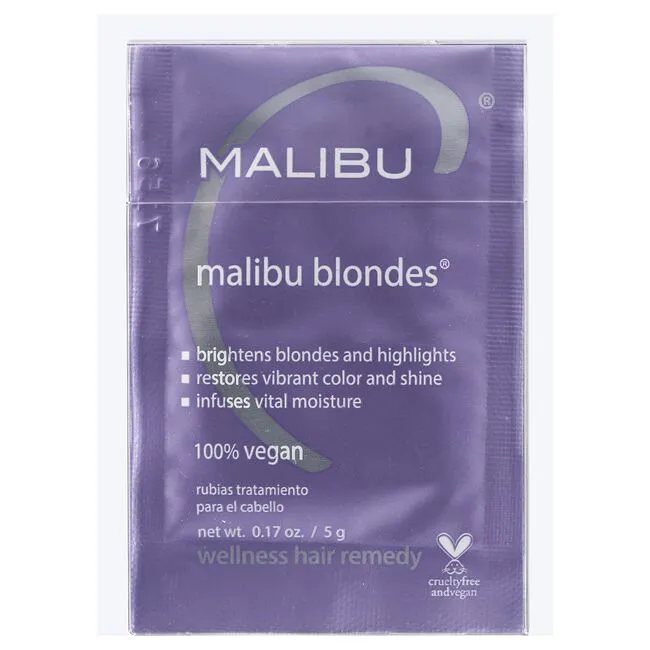 ®
MALIBU
malibu blondes®
▪ brightens blondes and highlights
▪ restores vibrant color and shine
▪ infuses vital moisture
100% vegan
rubias tratamiento
para el cabello
net wt. 0.17 oz. / 5 g
wellness hair remedy
crueltyfree
andvegan